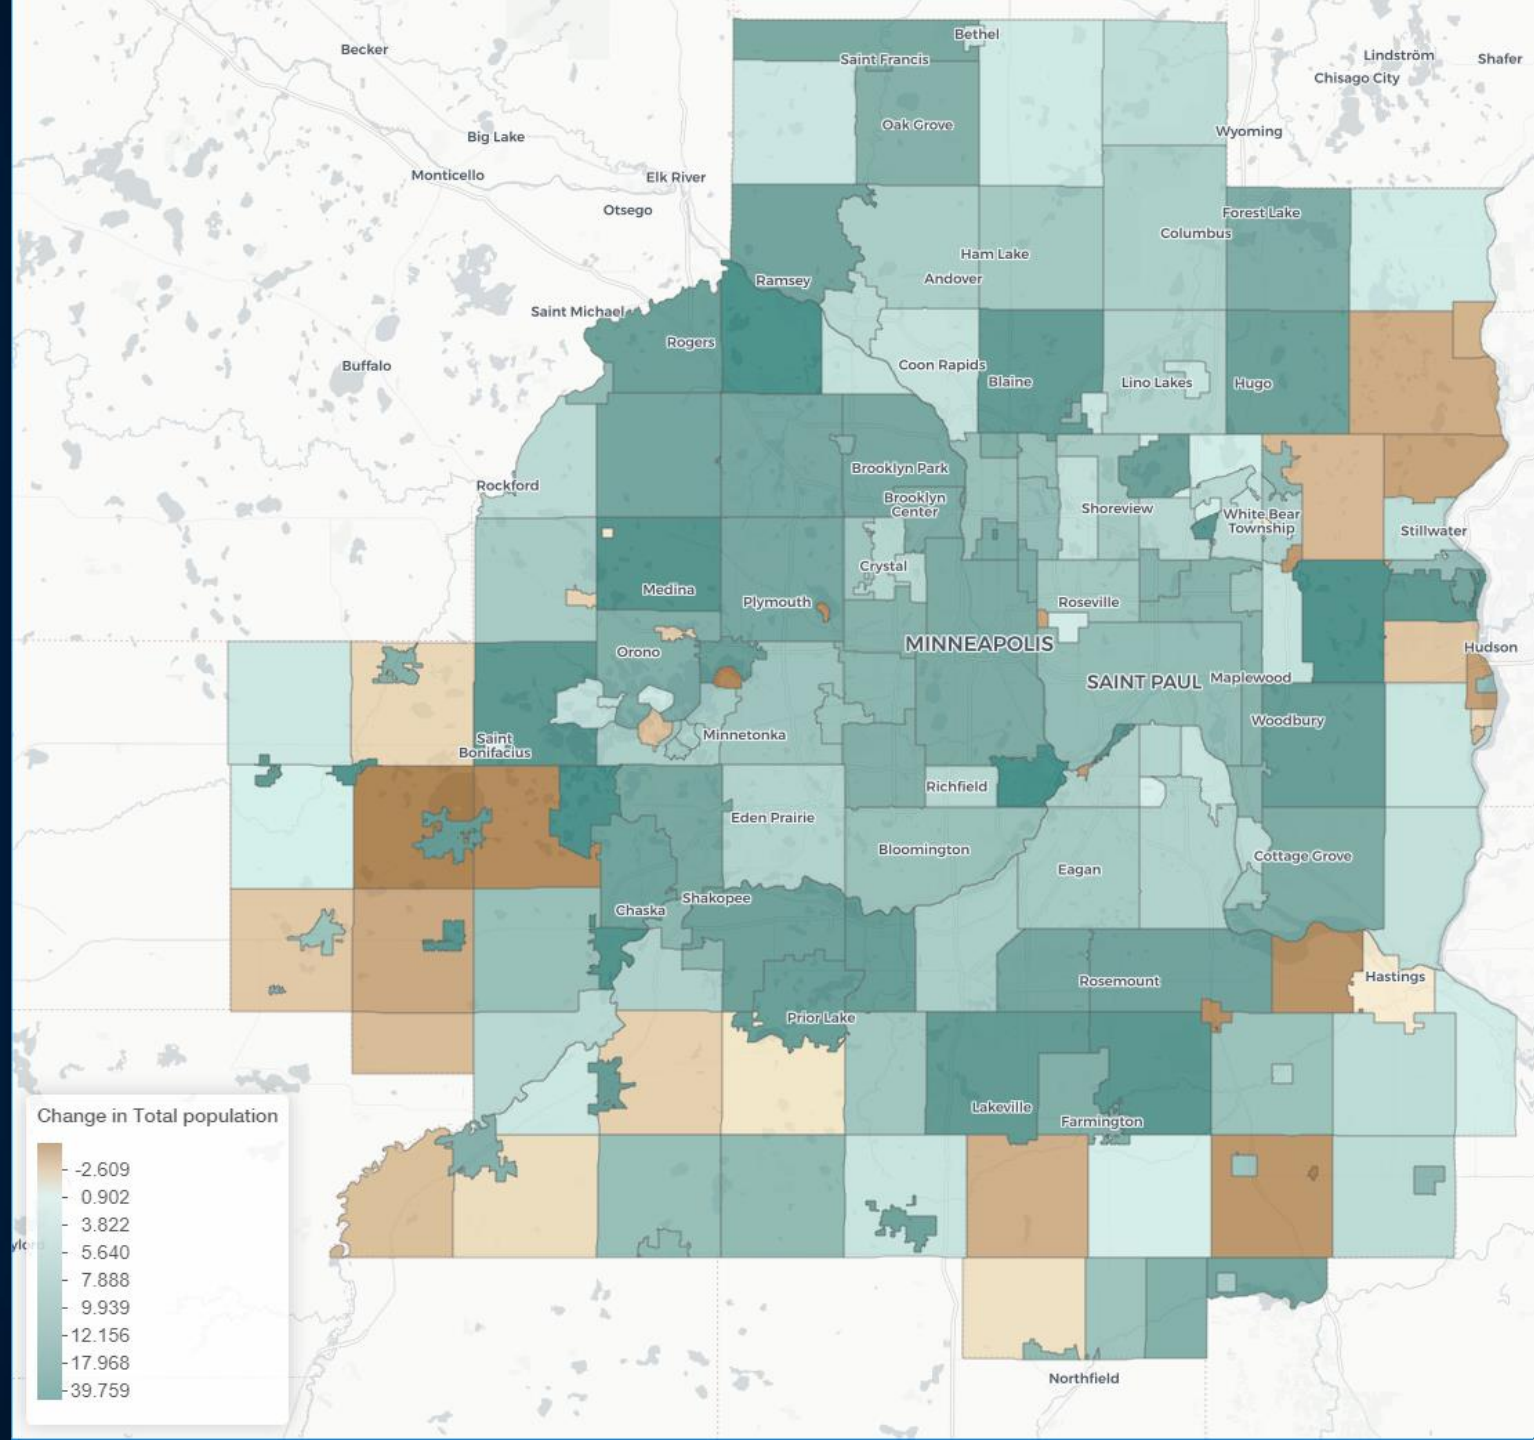 Bethel
Becker
Lindström
Shafer
Saint Francis
Chisago City
Oak Grove
Wyoming
Big Lake
Monticello
Elk River
Otsego
Forest Lake
Columbus
Ham Lake
Andover
Ramsey
Saint Michael
Rogers
Buffalo
Coon Rapids
Blaine
Lino Lakes
Hugo
Brooklyn Park
Rockford
Brooklyn
Center
Shoreview
White Bear
Township
Stillwater
Crystal
Medina
Plymouth
Roseville
MINNEAPOLIS
Orono
Hudson
SAINT PAUL
Maplewood
Woodbury
Minnetonka
Saint
Bonifacius
Richfield
Eden Prairie
Bloomington
Cottage Grove
Eagan
Shakopee
Chaska
Rosemount
Hastings
Prior Lake
Lakeville
Farmington
Change in Total population
-2.609
0.902
3.822
5.640
7.888
9.939
12.156
17.968
39.759
Northfield